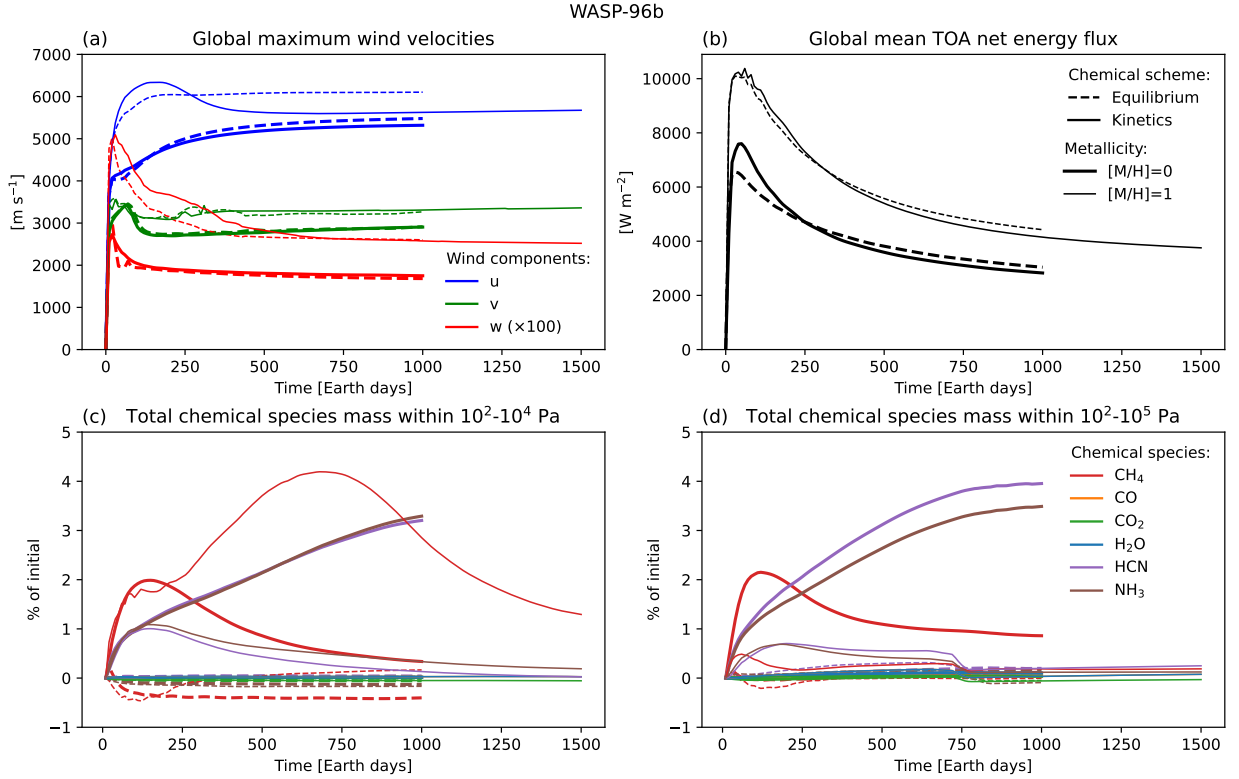 WASP-96b
(a) Global maximum wind velocities
7000
6000
5000
4000
3000
2000
1000
0
[m s⁻¹]
Wind components:
u
v
w (×100)
0 250 500 750 1000 1250 1500
Time [Earth days]
(b) Global mean TOA net energy flux
10000
8000
6000
4000
2000
0
[W m⁻²]
Chemical scheme:
Equilibrium
Kinetics
Metallicity:
[M/H]=0
[M/H]=1
0 250 500 750 1000 1250 1500
Time [Earth days]
(c) Total chemical species mass within 10²-10⁴ Pa
5
4
3
2
1
0
−1
% of initial
0 250 500 750 1000 1250 1500
Time [Earth days]
(d) Total chemical species mass within 10²-10⁵ Pa
5
4
3
2
1
0
−1
% of initial
Chemical species:
CH₄
CO
CO₂
H₂O
HCN
NH₃
0 250 500 750 1000 1250 1500
Time [Earth days]